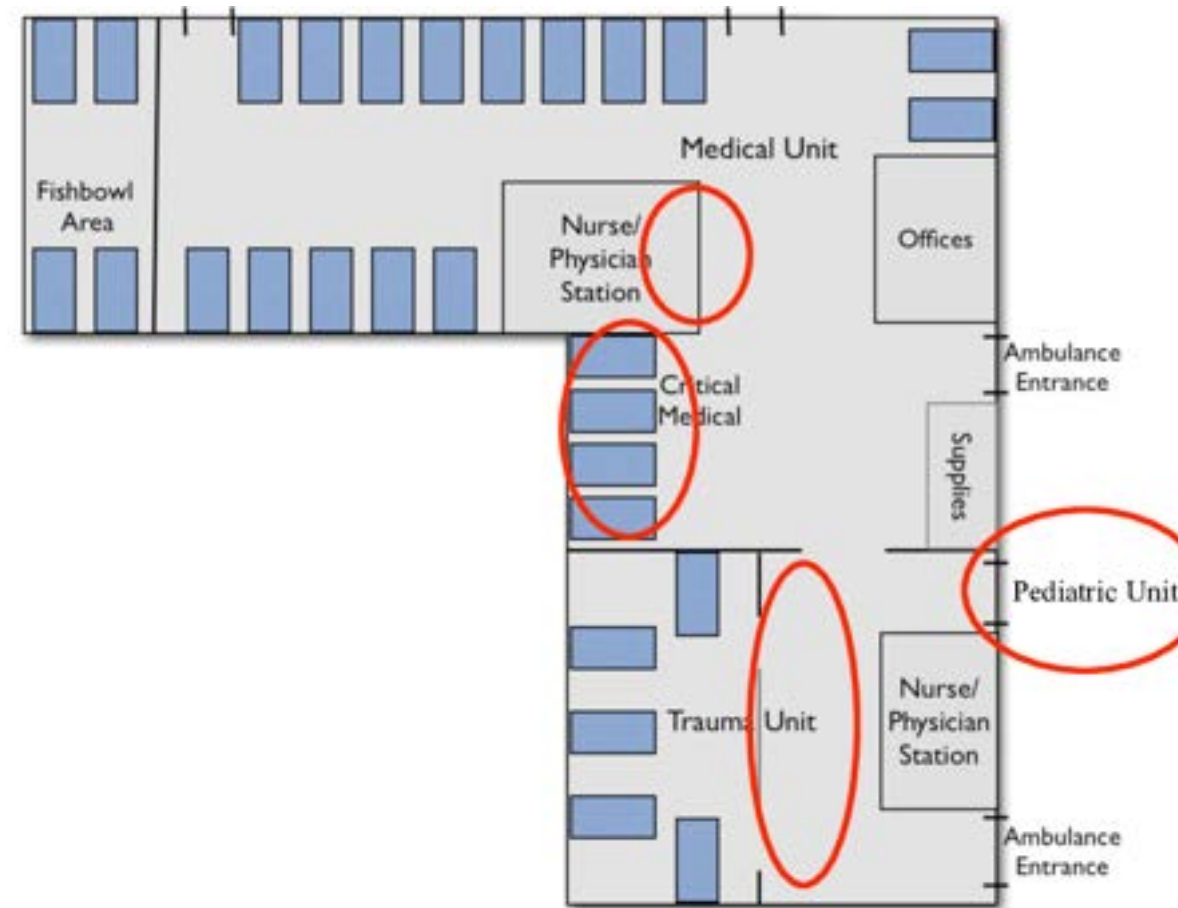 Medical Unit
Fishbowl
Area
Nurse/
Physician
Station
Offices
Ambulance
Entrance
Critical
Medical
Supplies
Pediatric Unit
Trauma Unit
Nurse/
Physician
Station
Ambulance
Entrance